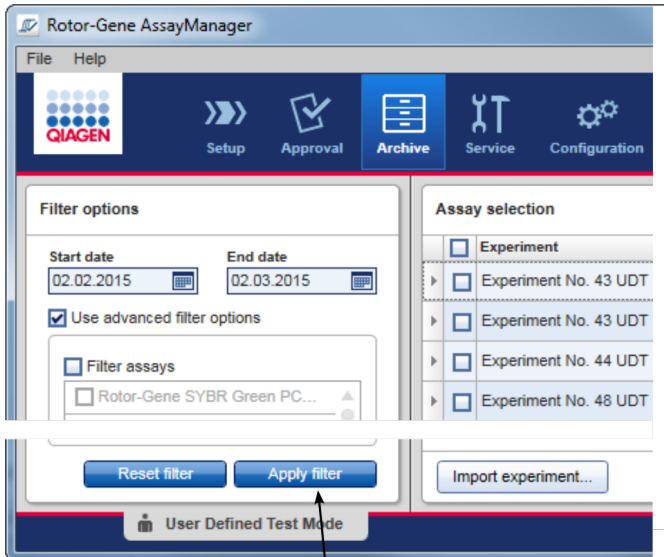 Rotor-Gene AssayManager
File Help
QIAGEN
Setup Approval Archive Service Configuration
Filter options
Start date End date
02.02.2015 02.03.2015
Use advanced filter options
Filter assays
Rotor-Gene SYBR Green PC...
Reset filter Apply filter
Assay selection
Experiment
Experiment No. 43 UDT
Experiment No. 43 UDT
Experiment No. 44 UDT
Experiment No. 48 UDT
Import experiment...
User Defined Test Mode